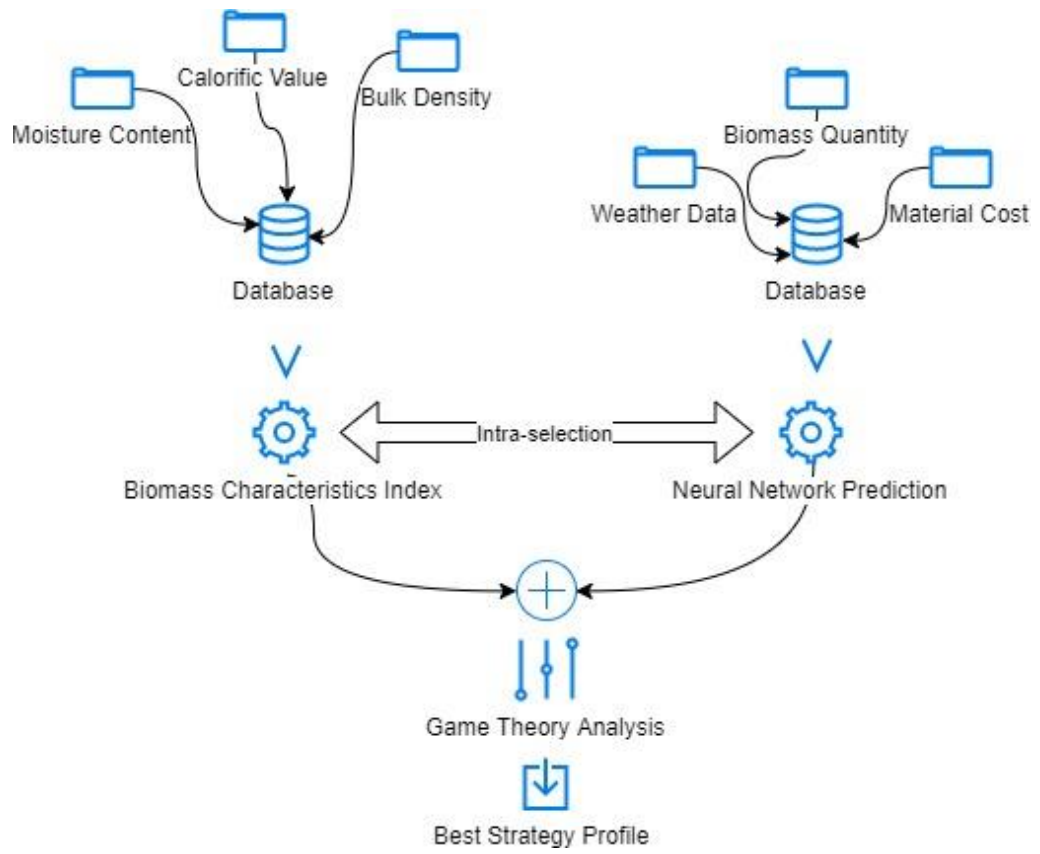 Calorific Value
Bulk Density
Moisture Content
Biomass Quantity
Weather Data
Material Cost
Database
Database
Intra-selection
Biomass Characteristics Index
Neural Network Prediction
Game Theory Analysis
Best Strategy Profile